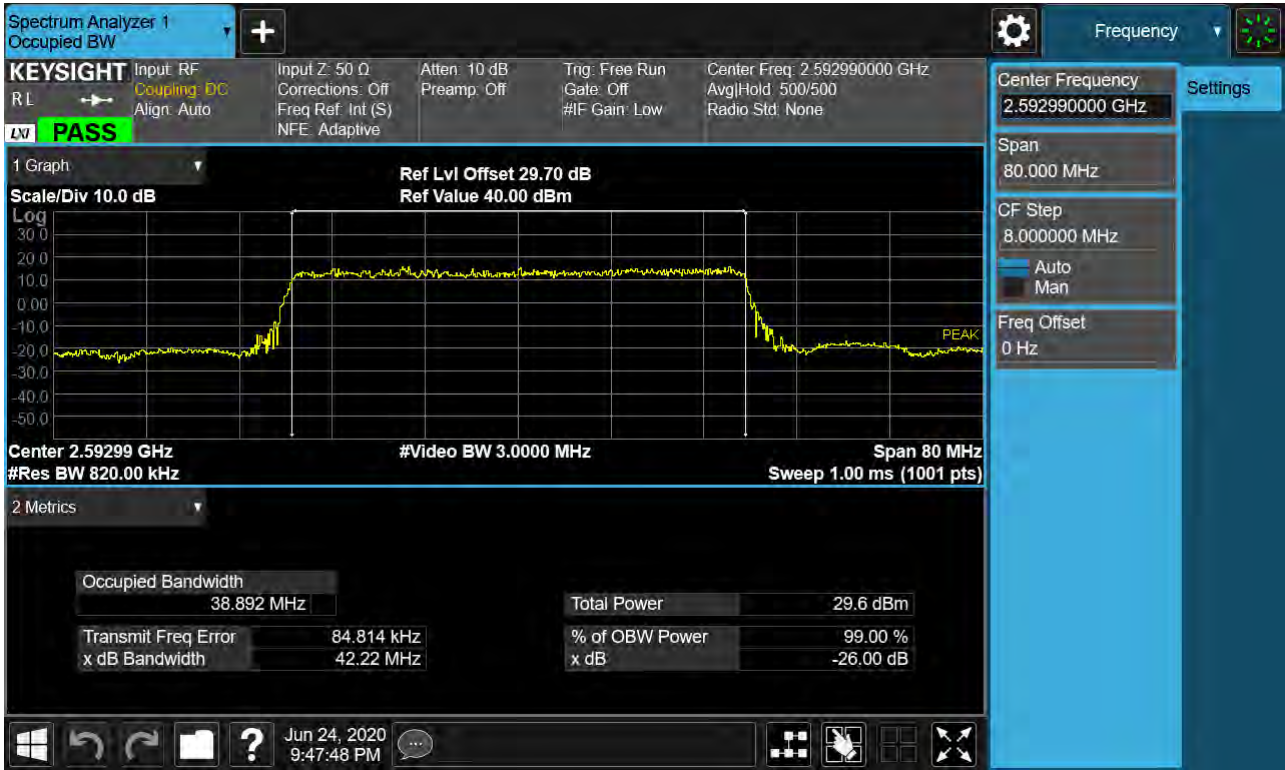 Spectrum Analyzer 1
Occupied BW
Frequency
KEYSIGHT
R L
LXI
PASS
Input: RF
Coupling: DC
Align: Auto
Input Z: 50 Ω
Corrections: Off
Freq Ref: Int (S)
NFE: Adaptive
Atten: 10 dB
Preamp: Off
Trig: Free Run
Gate: Off
#IF Gain: Low
Center Freq: 2.592990000 GHz
Avg|Hold: 500/500
Radio Std: None
Center Frequency
2.592990000 GHz
Settings
Span
80.000 MHz
CF Step
8.000000 MHz
Auto
Man
Freq Offset
0 Hz
1 Graph
Scale/Div 10.0 dB
Ref Lvl Offset 29.70 dB
Ref Value 40.00 dBm
Log
30.0
20.0
10.0
0.00
-10.0
-20.0
-30.0
-40.0
-50.0
PEAK
Center 2.59299 GHz
#Video BW 3.0000 MHz
Span 80 MHz
#Res BW 820.00 kHz
Sweep 1.00 ms (1001 pts)
2 Metrics
Occupied Bandwidth
38.892 MHz
Total Power 29.6 dBm
Transmit Freq Error 84.814 kHz
% of OBW Power 99.00 %
x dB Bandwidth 42.22 MHz
x dB -26.00 dB
?
Jun 24, 2020
9:47:48 PM